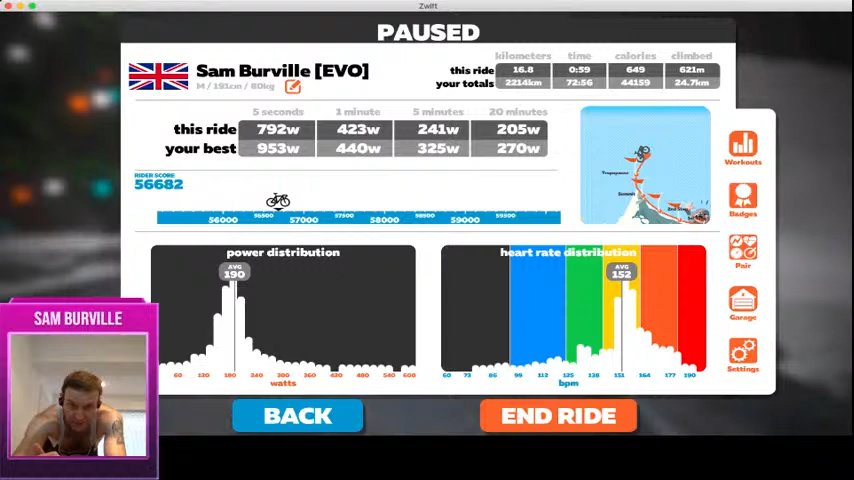 Zwift
PAUSED
kilometers time calories climbed
this ride 16.8 0:59 649 621m
your totals 2214km 72:56 44159 24.7km
Sam Burville [EVO]
M / 191cm / 80kg
5 seconds 1 minute 5 minutes 20 minutes
this ride 792w 423w 241w 205w
your best 953w 440w 325w 270w
RIDER SCORE
56682
56000 56500 57000 57500 58000 58500 59000 59500
Workouts
Badges
Pair
Garage
Settings
power distribution
AVG
190
60 120 180 240 300 360 420 480 540 600
watts
heart rate distribution
AVG
152
60 73 86 99 112 125 138 151 164 177 190
bpm
SAM BURVILLE
BACK
END RIDE